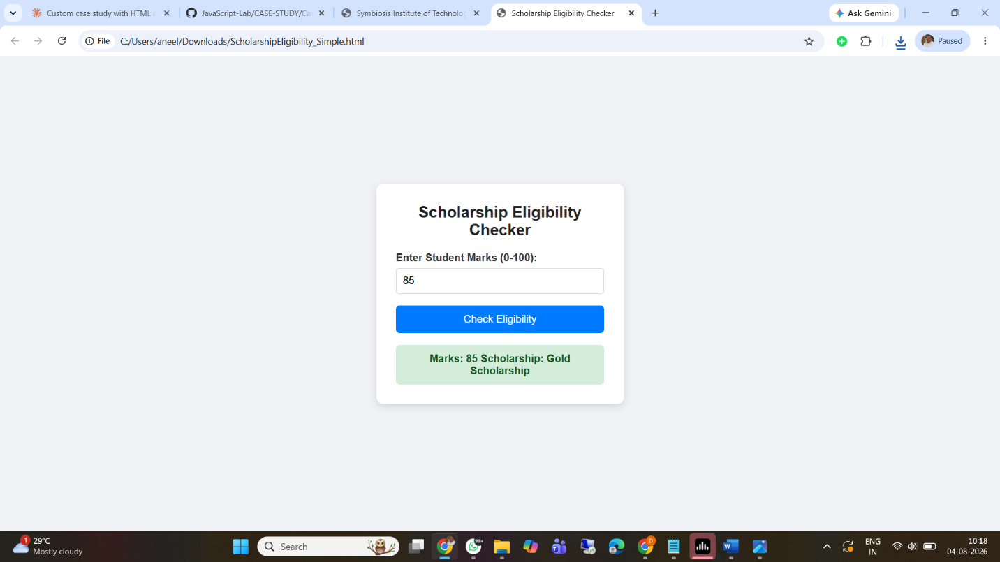 Custom case study with HTML a
JavaScript-Lab/CASE-STUDY/Ca
Symbiosis Institute of Technolog
Scholarship Eligibility Checker
Ask Gemini
File
C:/Users/aneel/Downloads/ScholarshipEligibility_Simple.html
Paused
Scholarship Eligibility
Checker
Enter Student Marks (0-100):
85
Check Eligibility
Marks: 85 Scholarship: Gold
Scholarship
1
29°C
Mostly cloudy
Search
99+
D
ENG
IN
10:18
04-08-2026